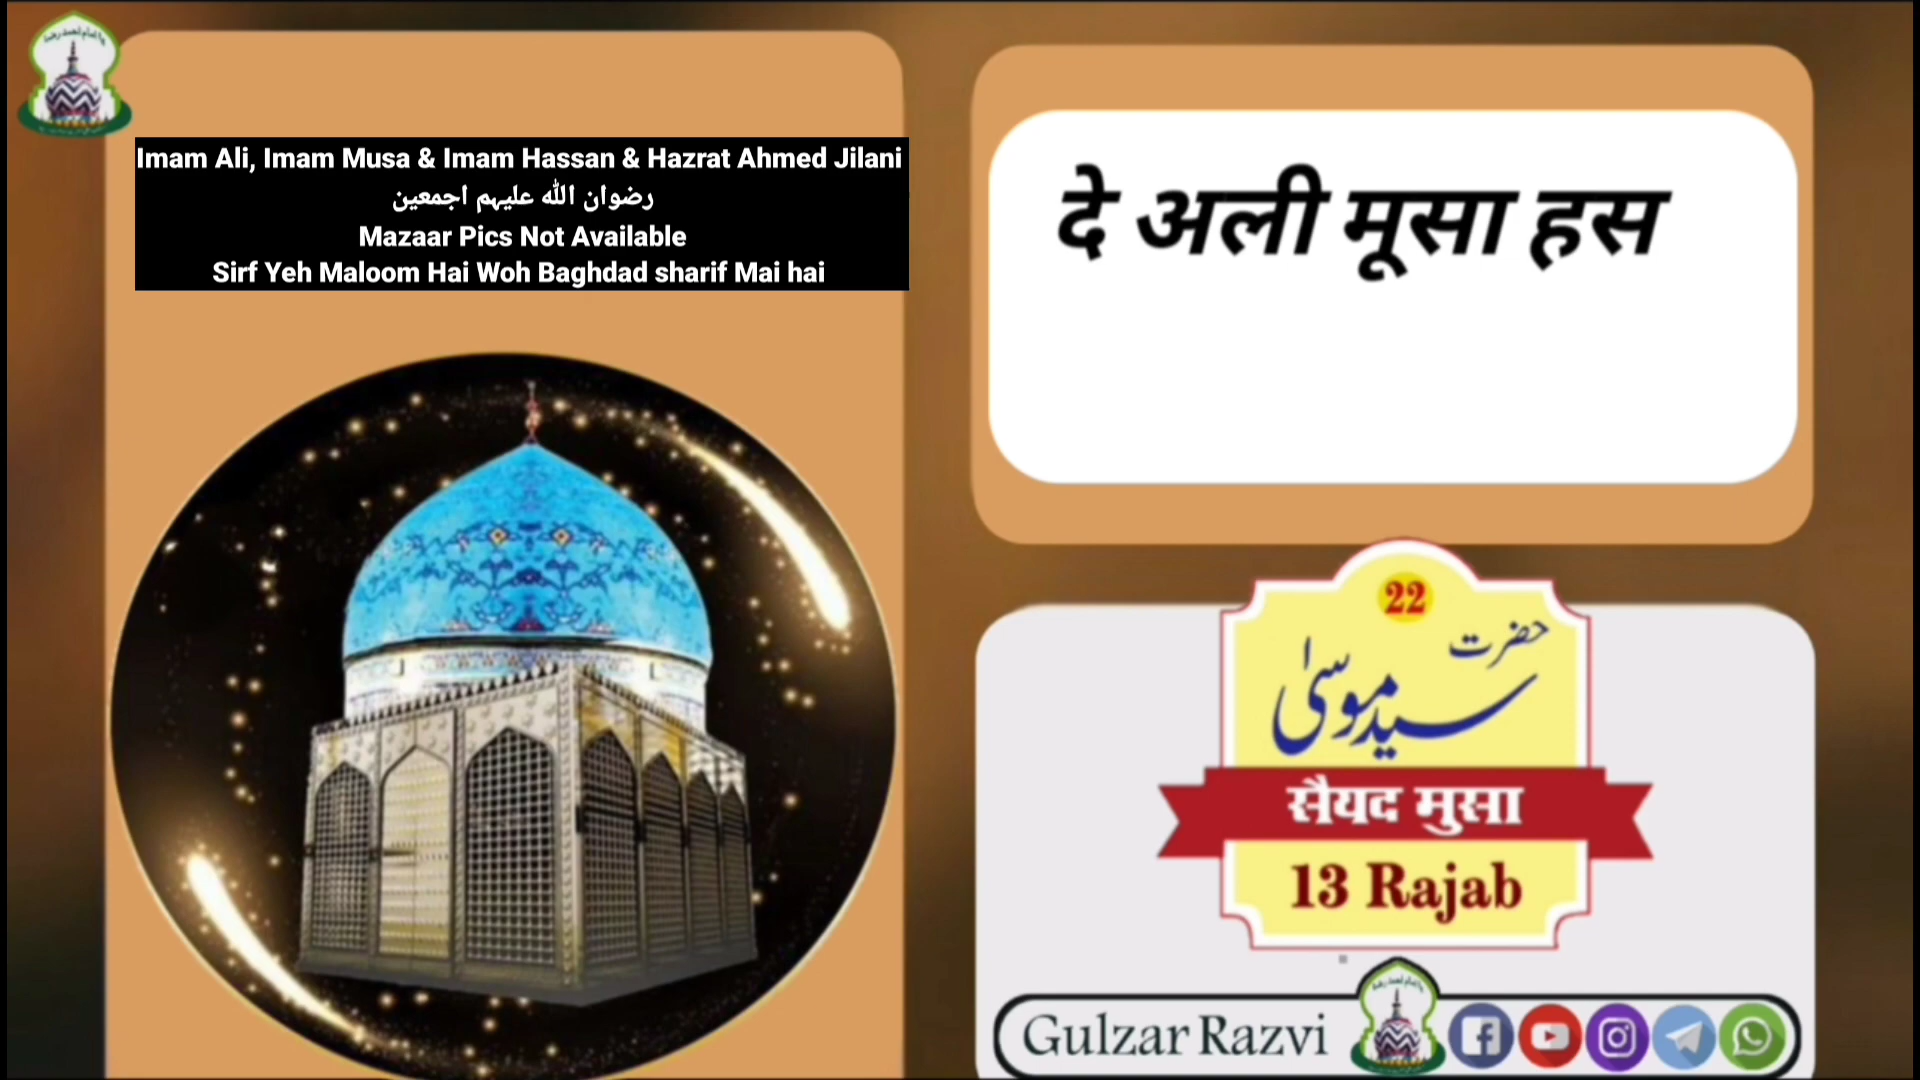 Imam Ali, Imam Musa & Imam Hassan & Hazrat Ahmed Jilani
رضوان الله علیہم اجمعین
Mazaar Pics Not Available
Sirf Yeh Maloom Hai Woh Baghdad sharif Mai hai
दे अली मूसा हस
22
حضرت
سید موسیٰ
सैयद मुसा
13 Rajab
Gulzar Razvi